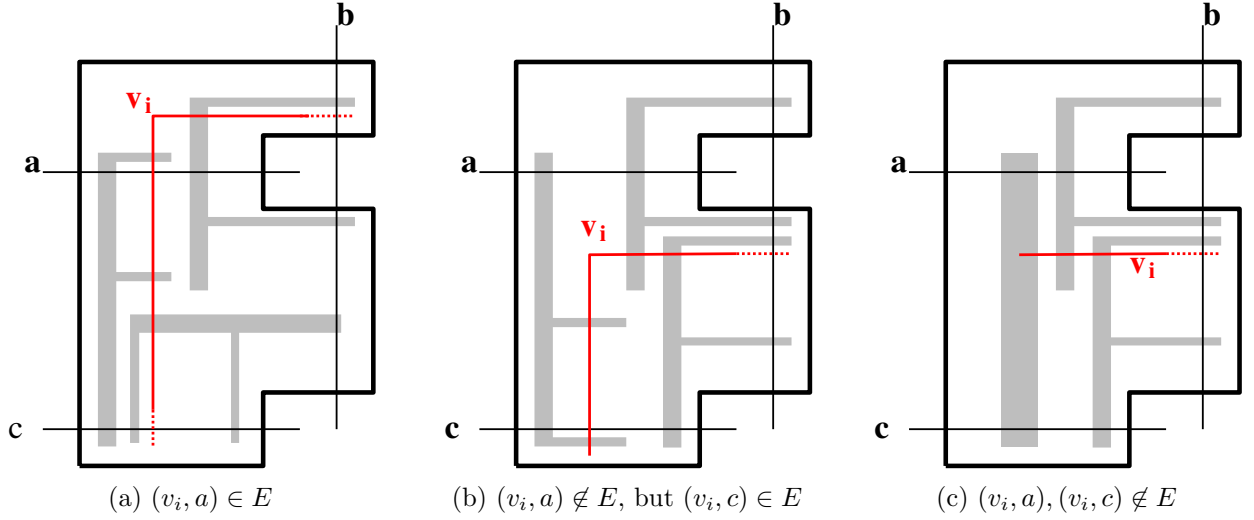 b b b
v_i
a a a
v_i
v_i
c c c
(a) (v_i, a) ∈ E (b) (v_i, a) ∉ E, but (v_i, c) ∈ E (c) (v_i, a), (v_i, c) ∉ E